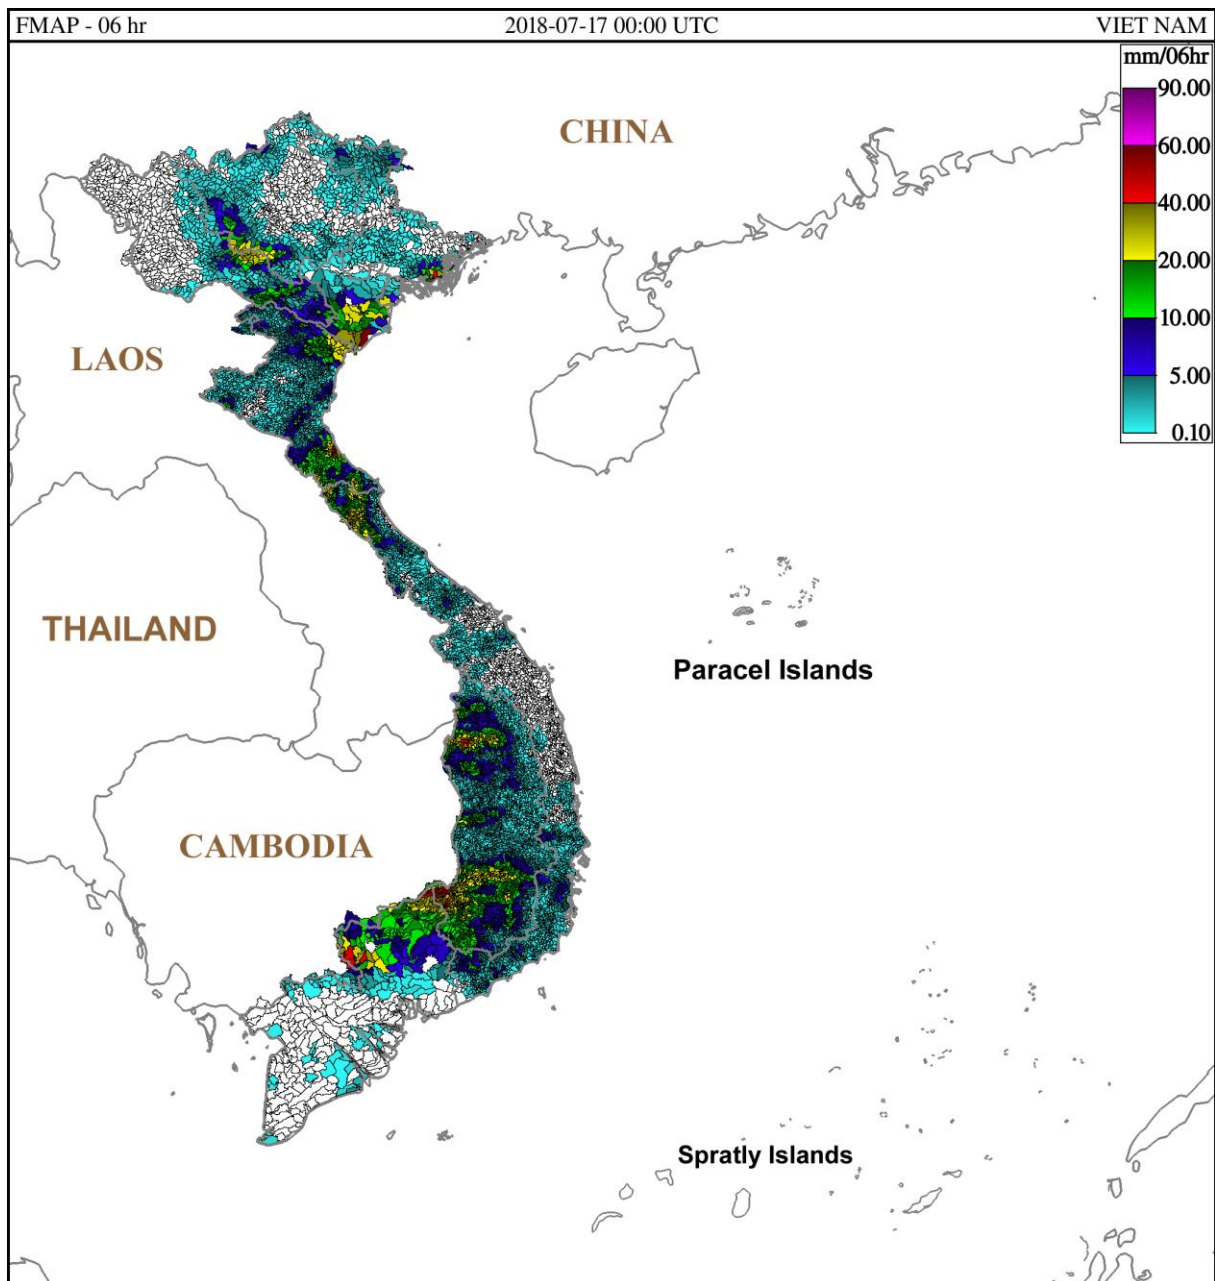 FMAP - 06 hr 2018-07-17 00:00 UTC VIET NAM
mm/06hr
90.00
60.00
40.00
20.00
10.00
5.00
0.10
CHINA
LAOS
THAILAND
Paracel Islands
CAMBODIA
Spratly Islands